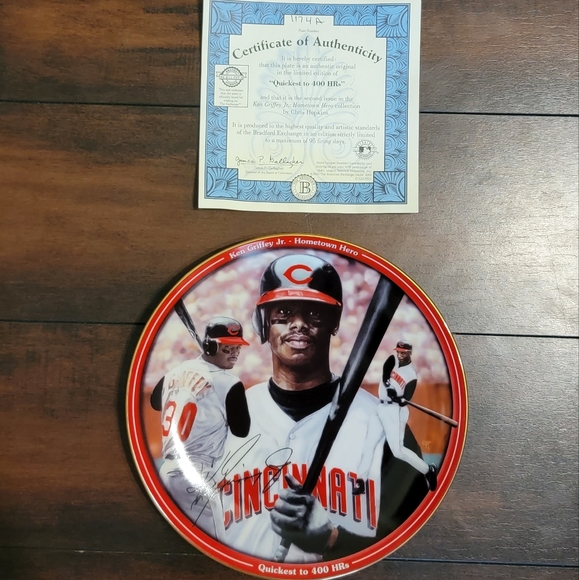 1174A
Plate Number
Certificate of Authenticity
It is hereby certified
that this plate is an authentic original
in the limited edition of
"Quickest to 400 HRs"
and that it is the second issue in the
Ken Griffey Jr.: Hometown Hero collection
by Chris Hopkins
It is produced to the highest quality and artistic standards
of the Bradford Exchange in an edition strictly limited
to a maximum of 95 firing days.
B
Ken Griffey Jr. · Hometown Hero
C
C
GRIFFEY
30
CINCINNATI
CINCINNATI
Quickest to 400 HRs